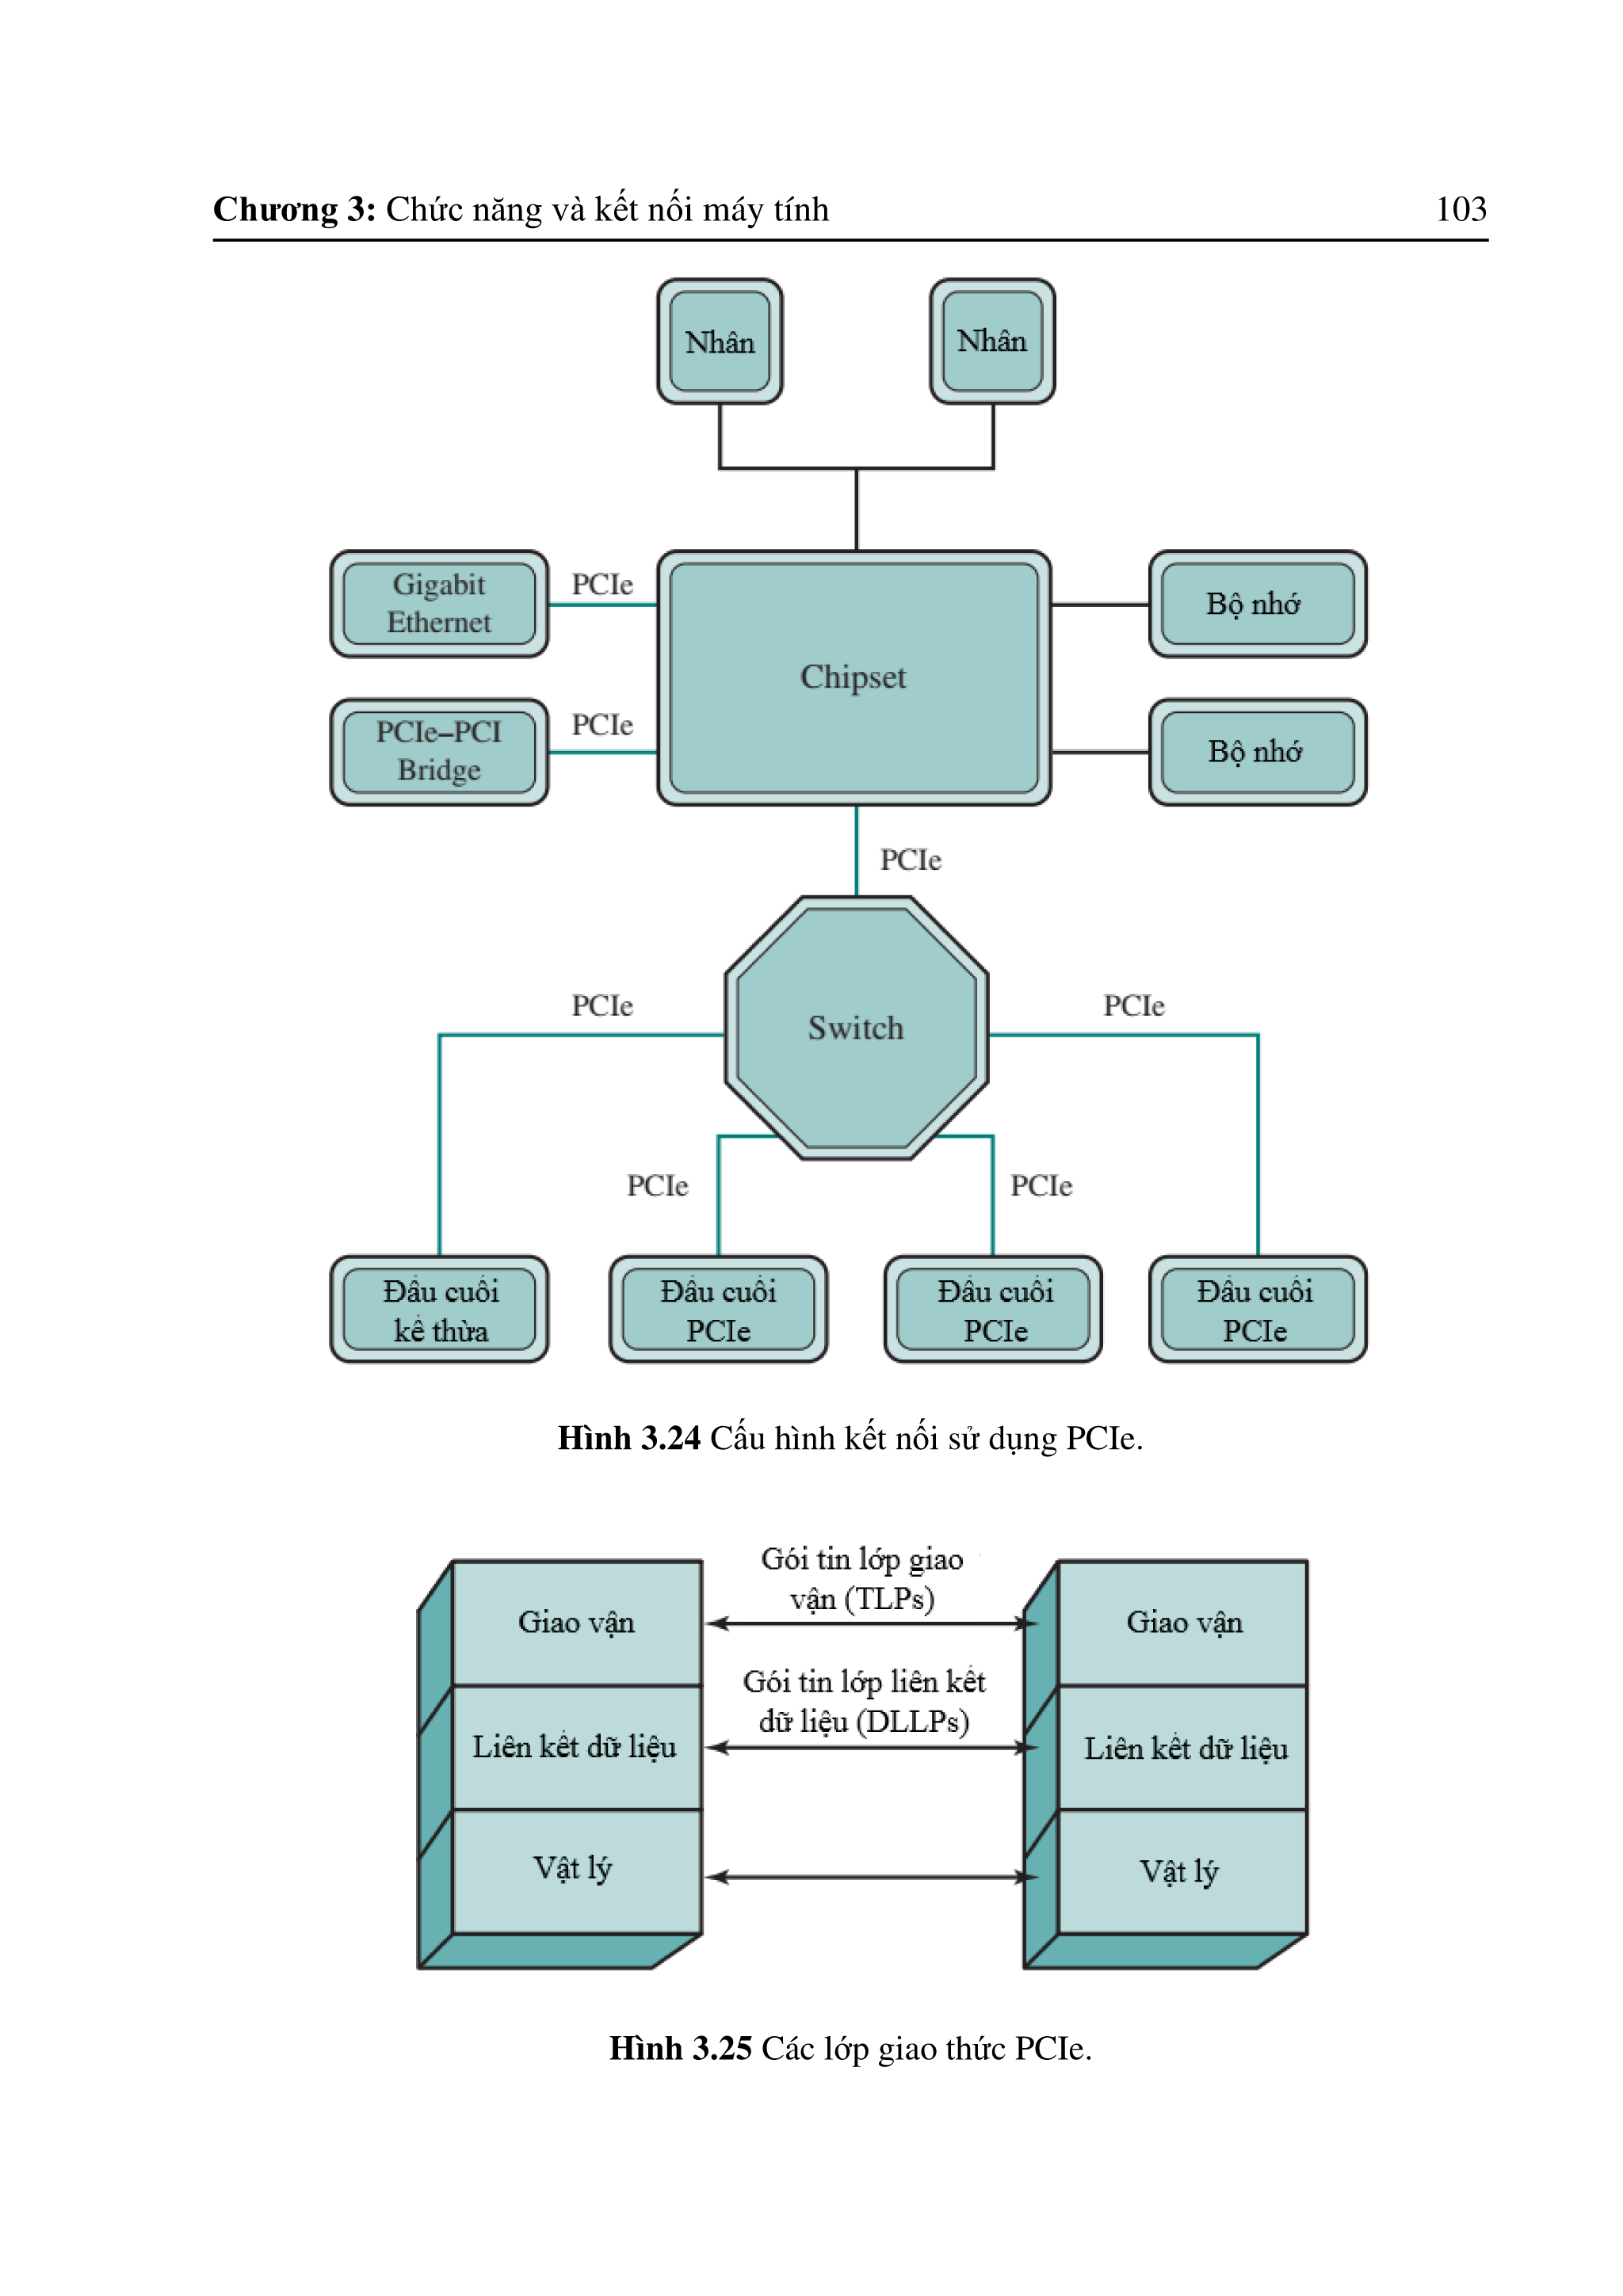 Chương 3: Chức năng và kết nối máy tính 103
Nhân
Nhân
Gigabit
Ethernet
PCIe
Chipset
Bộ nhớ
PCIe–PCI
Bridge
PCIe
Bộ nhớ
PCIe
Switch
PCIe
PCIe
PCIe
PCIe
Đầu cuối
kế thừa
Đầu cuối
PCIe
Đầu cuối
PCIe
Đầu cuối
PCIe
Hình 3.24 Cấu hình kết nối sử dụng PCIe.
Gói tin lớp giao
vận (TLPs)
Giao vận
Giao vận
Gói tin lớp liên kết
dữ liệu (DLLPs)
Liên kết dữ liệu
Liên kết dữ liệu
Vật lý
Vật lý
Hình 3.25 Các lớp giao thức PCIe.